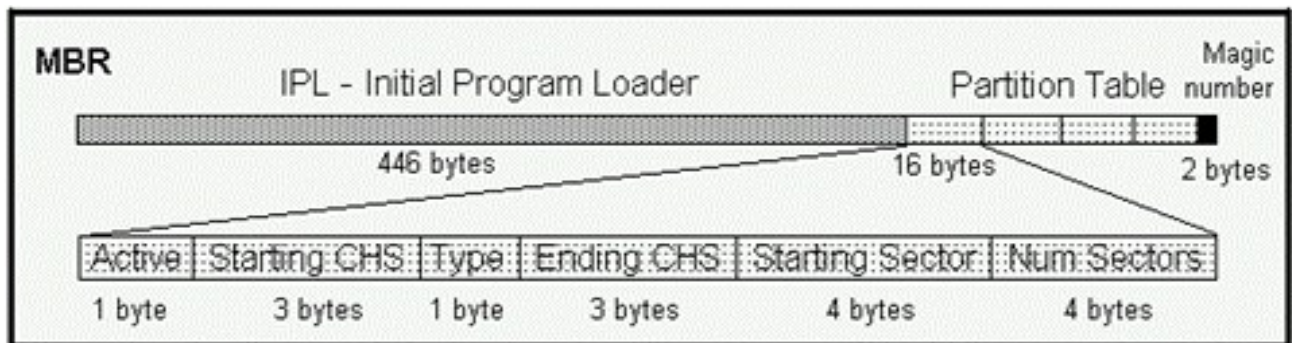 MBR
IPL - Initial Program Loader
Partition Table
Magic
number
446 bytes
16 bytes
2 bytes
Active
Starting CHS
Type
Ending CHS
Starting Sector
Num Sectors
1 byte
3 bytes
1 byte
3 bytes
4 bytes
4 bytes